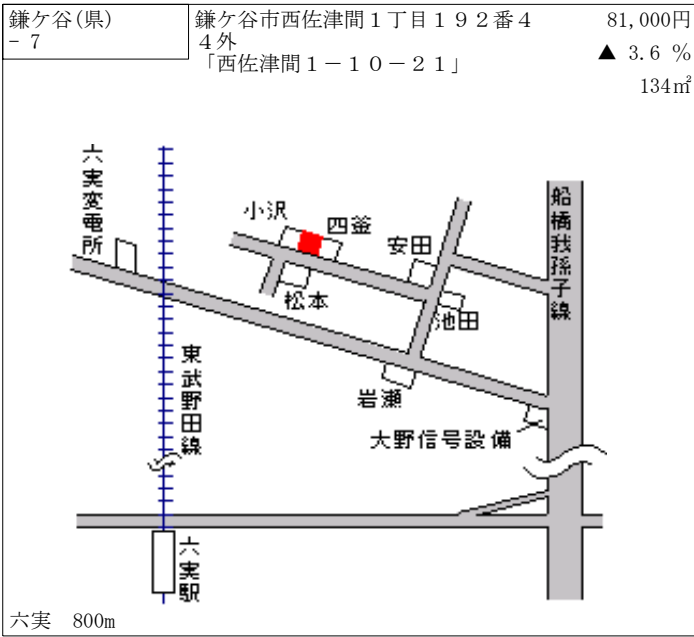 鎌ケ谷(県)
- 7
鎌ケ谷市西佐津間１丁目１９２番４
４外
「西佐津間１－１０－２１」
81,000円
▲ 3.6 %
134㎡
六実変電所
小沢
四釜
安田
船橋我孫子線
松本
池田
東武野田線
岩瀬
大野信号設備
六実駅
六実 800m